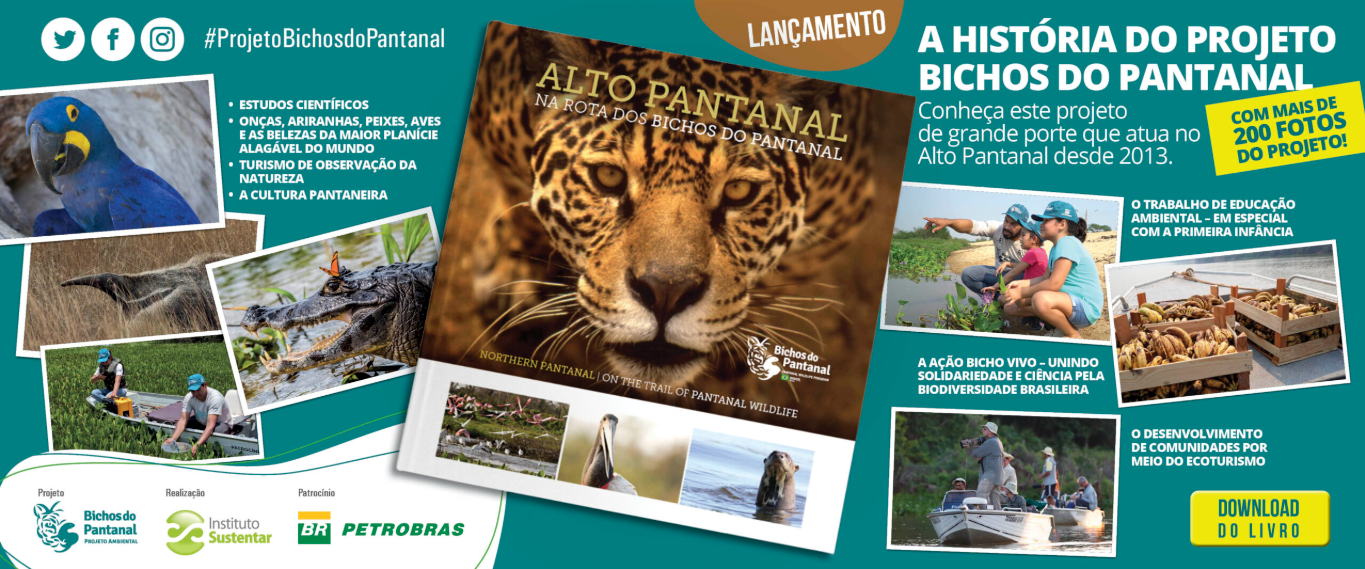 #ProjetoBichosdoPantanal
• ESTUDOS CIENTÍFICOS
• ONÇAS, ARIRANHAS, PEIXES, AVES
E AS BELEZAS DA MAIOR PLANÍCIE
ALAGÁVEL DO MUNDO
• TURISMO DE OBSERVAÇÃO DA
NATUREZA
• A CULTURA PANTANEIRA
LANÇAMENTO
ALTO PANTANAL
NA ROTA DOS BICHOS DO PANTANAL
Bichos do
Pantanal
NORTHERN PANTANAL | ON THE TRAIL OF PANTANAL WILDLIFE
A HISTÓRIA DO PROJETO
BICHOS DO PANTANAL
Conheça este projeto
de grande porte que atua no
Alto Pantanal desde 2013.
COM MAIS DE
200 FOTOS
DO PROJETO!
O TRABALHO DE EDUCAÇÃO
AMBIENTAL – EM ESPECIAL
COM A PRIMEIRA INFÂNCIA
A AÇÃO BICHO VIVO – UNINDO
SOLIDARIEDADE E CIÊNCIA PELA
BIODIVERSIDADE BRASILEIRA
O DESENVOLVIMENTO
DE COMUNIDADES POR
MEIO DO ECOTURISMO
DOWNLOAD
DO LIVRO
Projeto
Bichos do
Pantanal
PROJETO AMBIENTAL
Realização
Instituto
Sustentar
Patrocínio
BR PETROBRAS